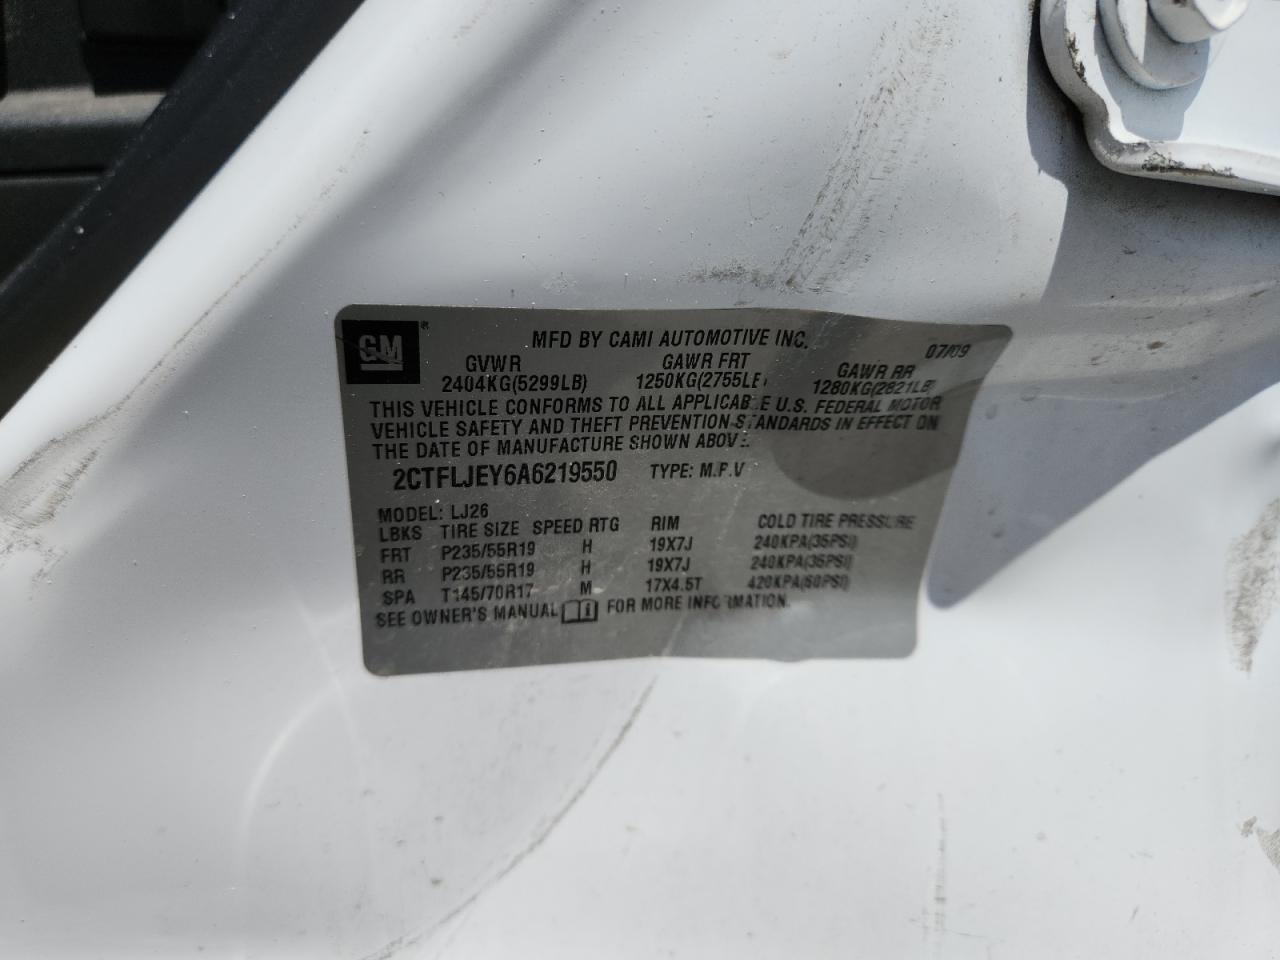 GM ®
MFD BY CAMI AUTOMOTIVE INC. 07/09
GVWR GAWR FRT GAWR RR
2404KG(5299LB) 1250KG(2755LB) 1280KG(2821LB)
THIS VEHICLE CONFORMS TO ALL APPLICABLE U.S. FEDERAL MOTOR
VEHICLE SAFETY AND THEFT PREVENTION STANDARDS IN EFFECT ON
THE DATE OF MANUFACTURE SHOWN ABOVE.
2CTFLJEY6A6219550 TYPE: M.P.V
MODEL: LJ26
LBKS TIRE SIZE SPEED RTG RIM COLD TIRE PRESSURE
FRT P235/55R19 H 19X7J 240KPA(35PSI)
RR P235/55R19 H 19X7J 240KPA(35PSI)
SPA T145/70R17 M 17X4.5T 420KPA(60PSI)
SEE OWNER'S MANUAL FOR MORE INFORMATION.